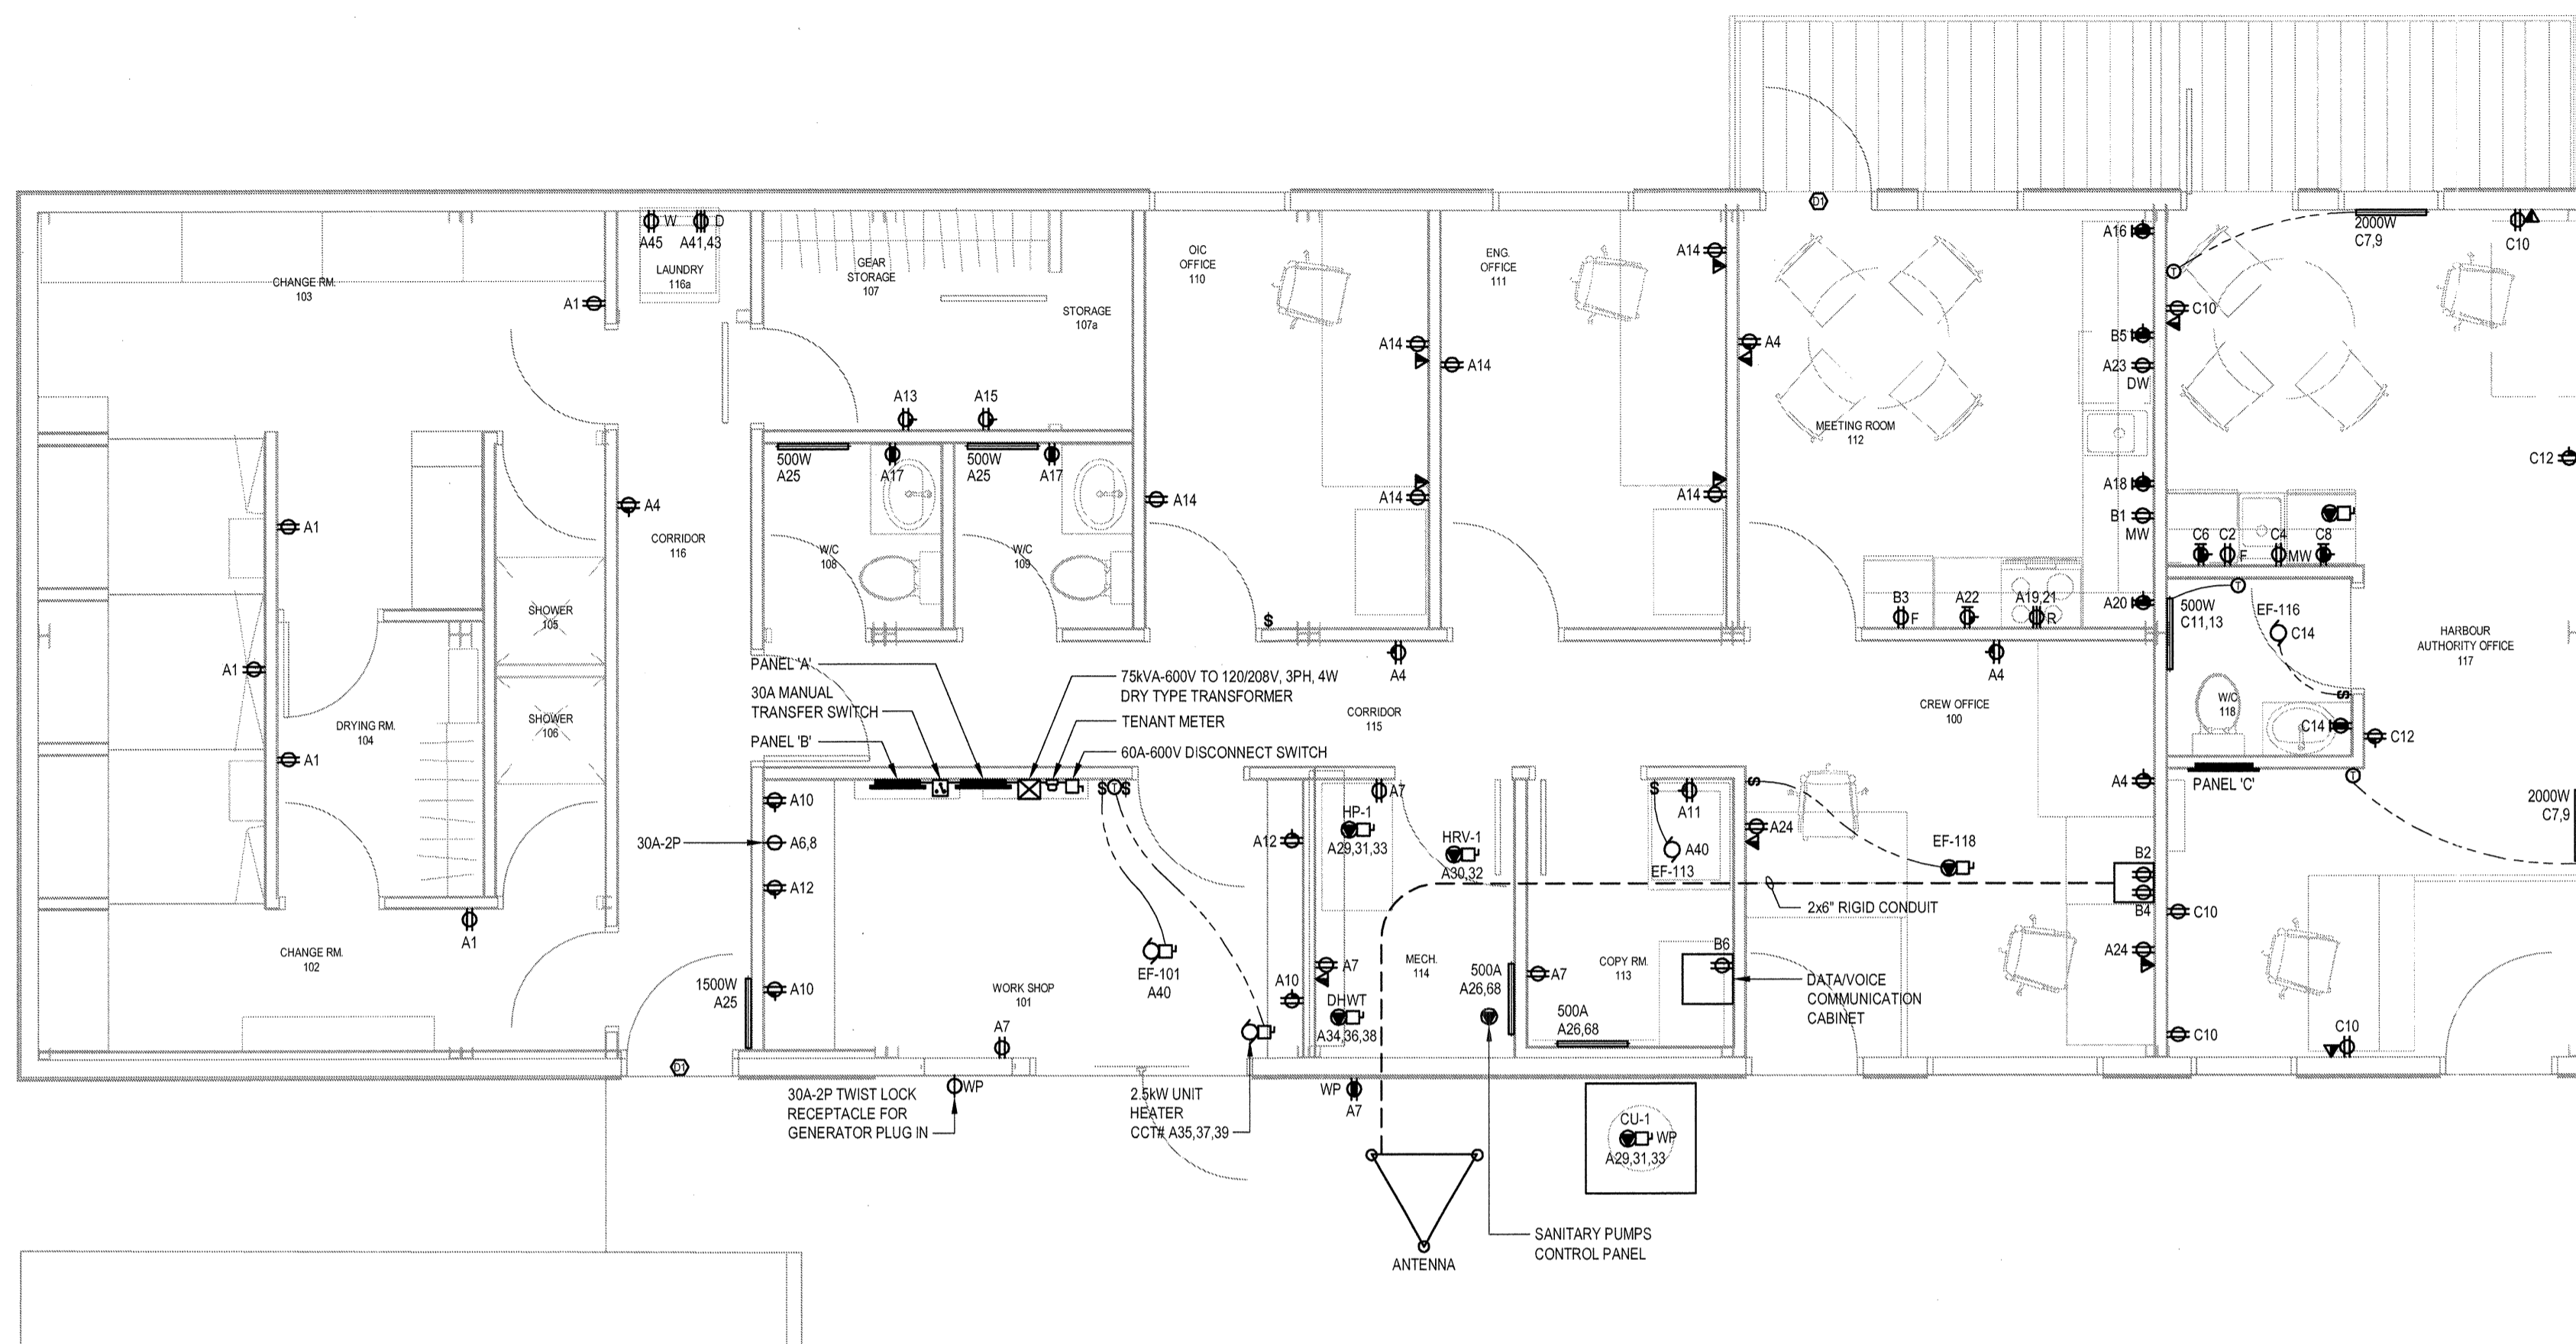 W
D
A45
A41,43
LAUNDRY
116a
CHANGE RM.
103
A1
GEAR
STORAGE
107
STORAGE
107a
OIC
OFFICE
110
ENG.
OFFICE
111
A14
D1
A16
2000W
C7,9
C10
T
C10
B5
A23
DW
A14
A14
A4
MEETING ROOM
112
A13
A15
500W
A25
A17
500W
A25
A17
C12
A1
A4
A14
A14
A14
A18
B1
MW
CORRIDOR
116
W/C
108
W/C
109
C6
C2
F
C4
MW
C8
SHOWER
105
$
B3
F
A22
A19,21
R
A20
T
500W
C11,13
EF-116
C14
HARBOUR
AUTHORITY OFFICE
117
A1
PANEL 'A'
A4
A4
75kVA-600V TO 120/208V, 3PH, 4W
DRY TYPE TRANSFORMER
30A MANUAL
TRANSFER SWITCH
TENANT METER
PANEL 'B'
60A-600V DISCONNECT SWITCH
CORRIDOR
115
CREW OFFICE
100
$
W/C
118
C14
C12
DRYING RM.
104
SHOWER
106
A1
A4
PANEL 'C'
T
2000W
C7,9
A10
$
T
$
A7
$
A11
$
30A-2P
A6,8
A12
HP-1
A29,31,33
HRV-1
A30,32
A40
EF-113
A24
EF-118
B2
A12
B4
2x6" RIGID CONDUIT
C10
A1
CHANGE RM.
102
A24
EF-101
A40
A7
MECH.
114
500A
A26,68
A7
COPY RM.
113
B6
DATA/VOICE
COMMUNICATION
CABINET
1500W
A25
A10
WORK SHOP
101
A10
DHWT
A34,36,38
500A
A26,68
A7
C10
C10
D1
30A-2P TWIST LOCK
RECEPTACLE FOR
GENERATOR PLUG IN
WP
2.5kW UNIT
HEATER
CCT# A35,37,39
WP
A7
CU-1
WP
A29,31,33
SANITARY PUMPS
CONTROL PANEL
ANTENNA